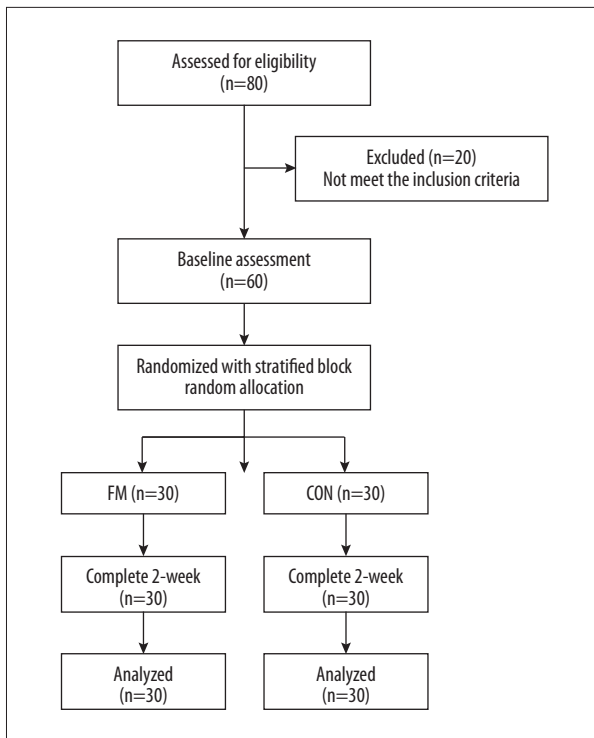 Assessed for eligibility
(n=80)
Excluded (n=20)
Not meet the inclusion criteria
Baseline assessment
(n=60)
Randomized with stratified block
random allocation
FM (n=30)
CON (n=30)
Complete 2-week
(n=30)
Complete 2-week
(n=30)
Analyzed
(n=30)
Analyzed
(n=30)